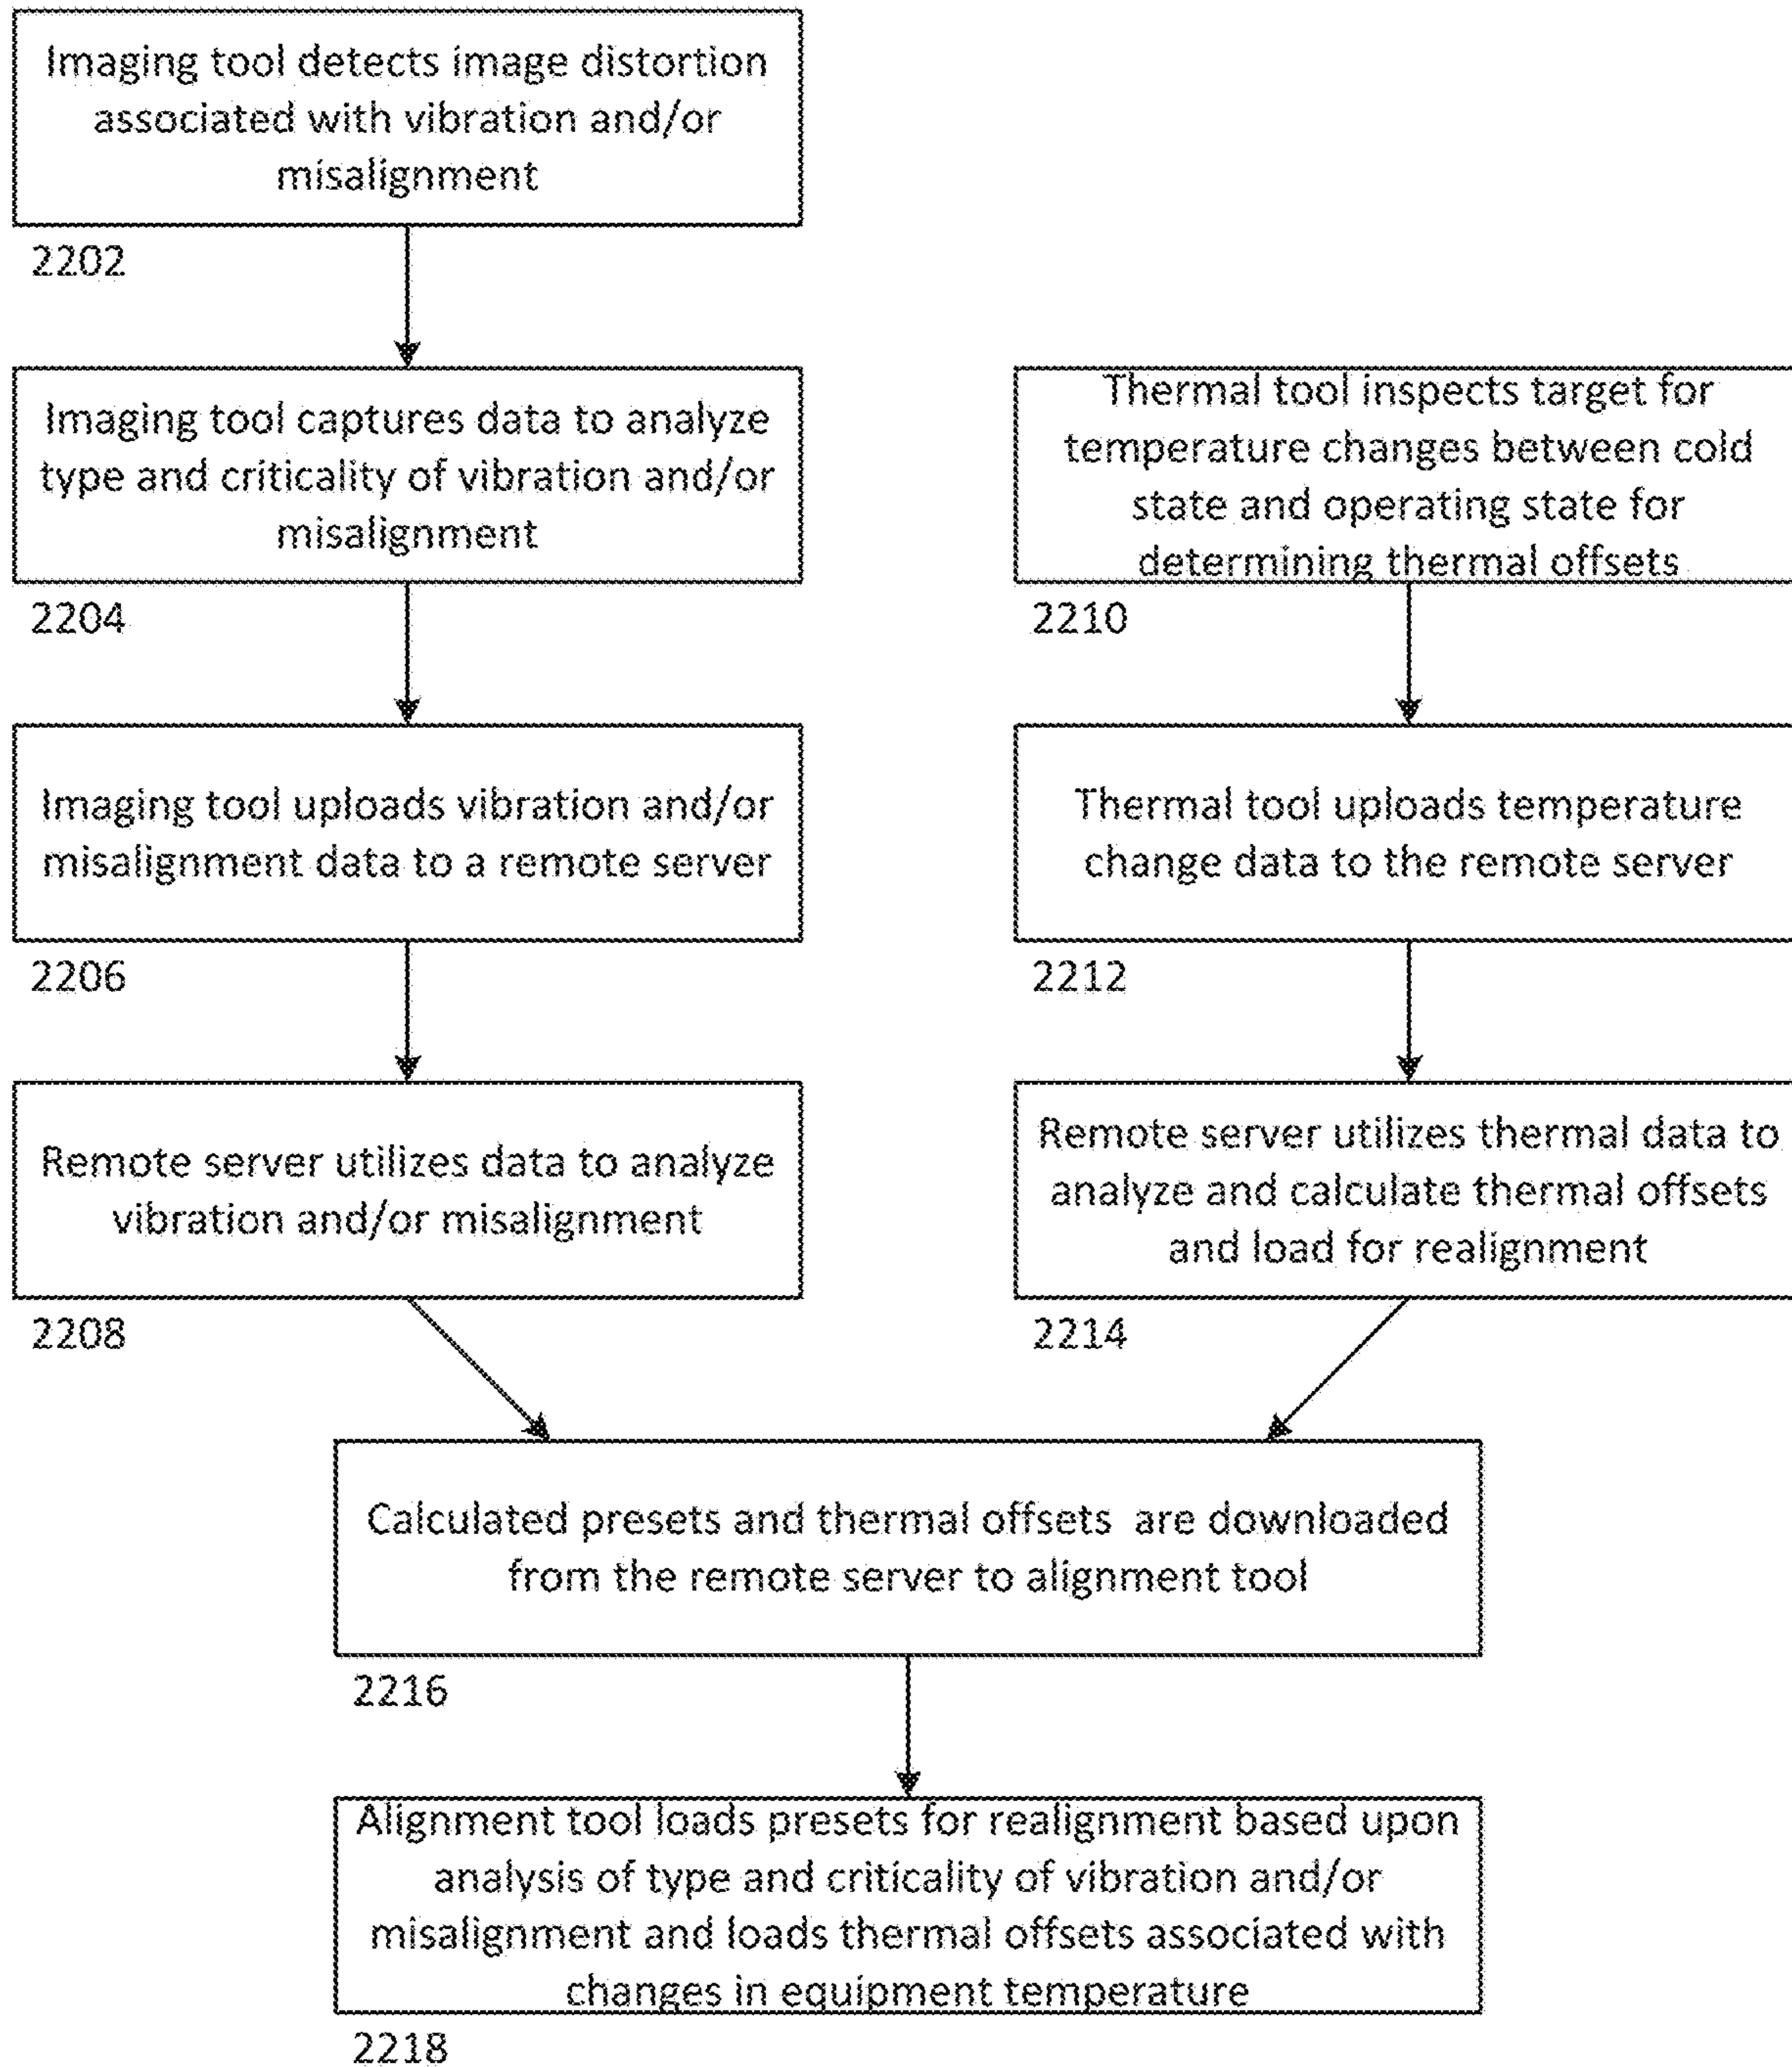 Imaging tool detects image distortion
associated with vibration and/or
misalignment
2202
Imaging tool captures data to analyze
type and criticality of vibration and/or
misalignment
2204
Imaging tool uploads vibration and/or
misalignment data to a remote server
2206
Remote server utilizes data to analyze
vibration and/or misalignment
2208
Thermal tool inspects target for
temperature changes between cold
state and operating state for
determining thermal offsets
2210
Thermal tool uploads temperature
change data to the remote server
2212
Remote server utilizes thermal data to
analyze and calculate thermal offsets
and load for realignment
2214
Calculated presets and thermal offsets are downloaded
from the remote server to alignment tool
2216
Alignment tool loads presets for realignment based upon
analysis of type and criticality of vibration and/or
misalignment and loads thermal offsets associated with
changes in equipment temperature
2218